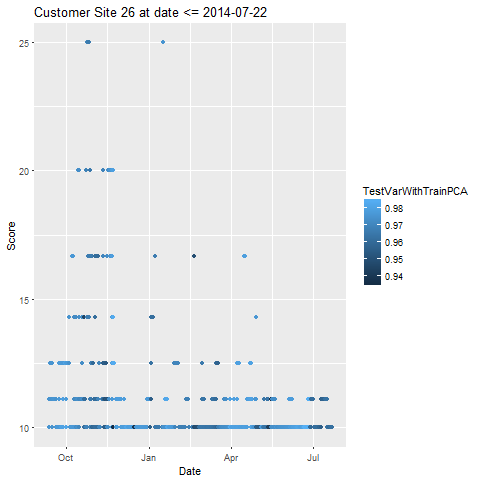 Customer Site 26 at date <= 2014-07-22
25
20
15
10
Score
Oct
Jan
Apr
Jul
Date
TestVarWithTrainPCA
0.98
0.97
0.96
0.95
0.94